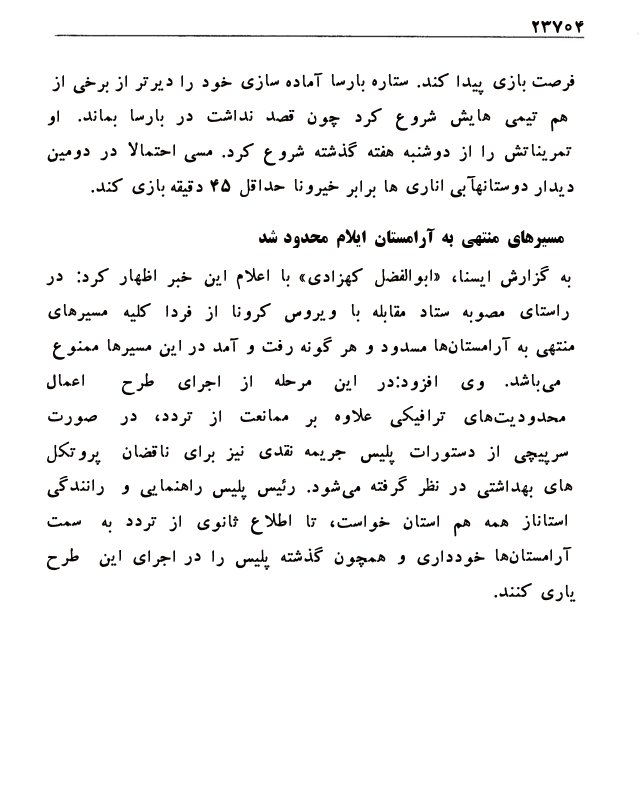 ۲۳۷۰۴
فرصت بازی پیدا کند. ستاره بارسا آماده سازی خود را دیرتر از برخی از
هم تیمی هایش شروع کرد چون قصد نداشت در بارسا بماند. او
تمریناتش را از دوشنبه هفته گذشته شروع کرد. مسی احتمالا در دومین
دیدار دوستانهآبی اناری ها برابر خیرونا حداقل ۴۵ دقیقه بازی کند.
مسیرهای منتهی به آرامستان ایلام محدود شد
به گزارش ایسنا، «ابوالفضل کهزادی» با اعلام این خبر اظهار کرد: در
راستای مصوبه ستاد مقابله با ویروس کرونا از فردا کلیه مسیرهای
منتهی به آرامستان‌ها مسدود و هر گونه رفت و آمد در این مسیرها ممنوع
می‌باشد. وی افزود:در این مرحله از اجرای طرح اعمال
محدودیت‌های ترافیکی علاوه بر ممانعت از تردد، در صورت
سرپیچی از دستورات پلیس جریمه نقدی نیز برای ناقضان پروتکل
های بهداشتی در نظر گرفته می‌شود. رئیس پلیس راهنمایی و رانندگی
استاناز همه هم استان خواست، تا اطلاع ثانوی از تردد به سمت
آرامستان‌ها خودداری و همچون گذشته پلیس را در اجرای این طرح
یاری کنند.